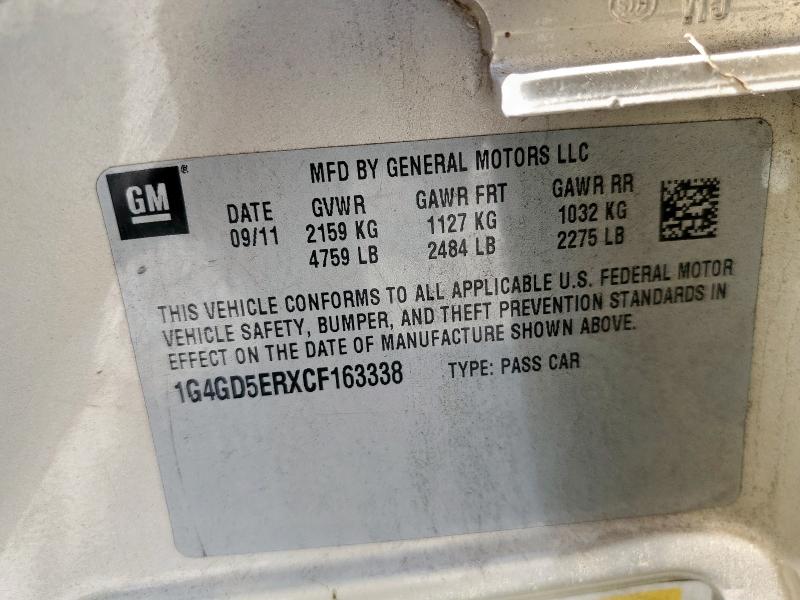 GM®
MFD BY GENERAL MOTORS LLC
DATE GVWR GAWR FRT GAWR RR
09/11 2159 KG 1127 KG 1032 KG
4759 LB 2484 LB 2275 LB
THIS VEHICLE CONFORMS TO ALL APPLICABLE U.S. FEDERAL MOTOR
VEHICLE SAFETY, BUMPER, AND THEFT PREVENTION STANDARDS IN
EFFECT ON THE DATE OF MANUFACTURE SHOWN ABOVE.
1G4GD5ERXCF163338 TYPE: PASS CAR